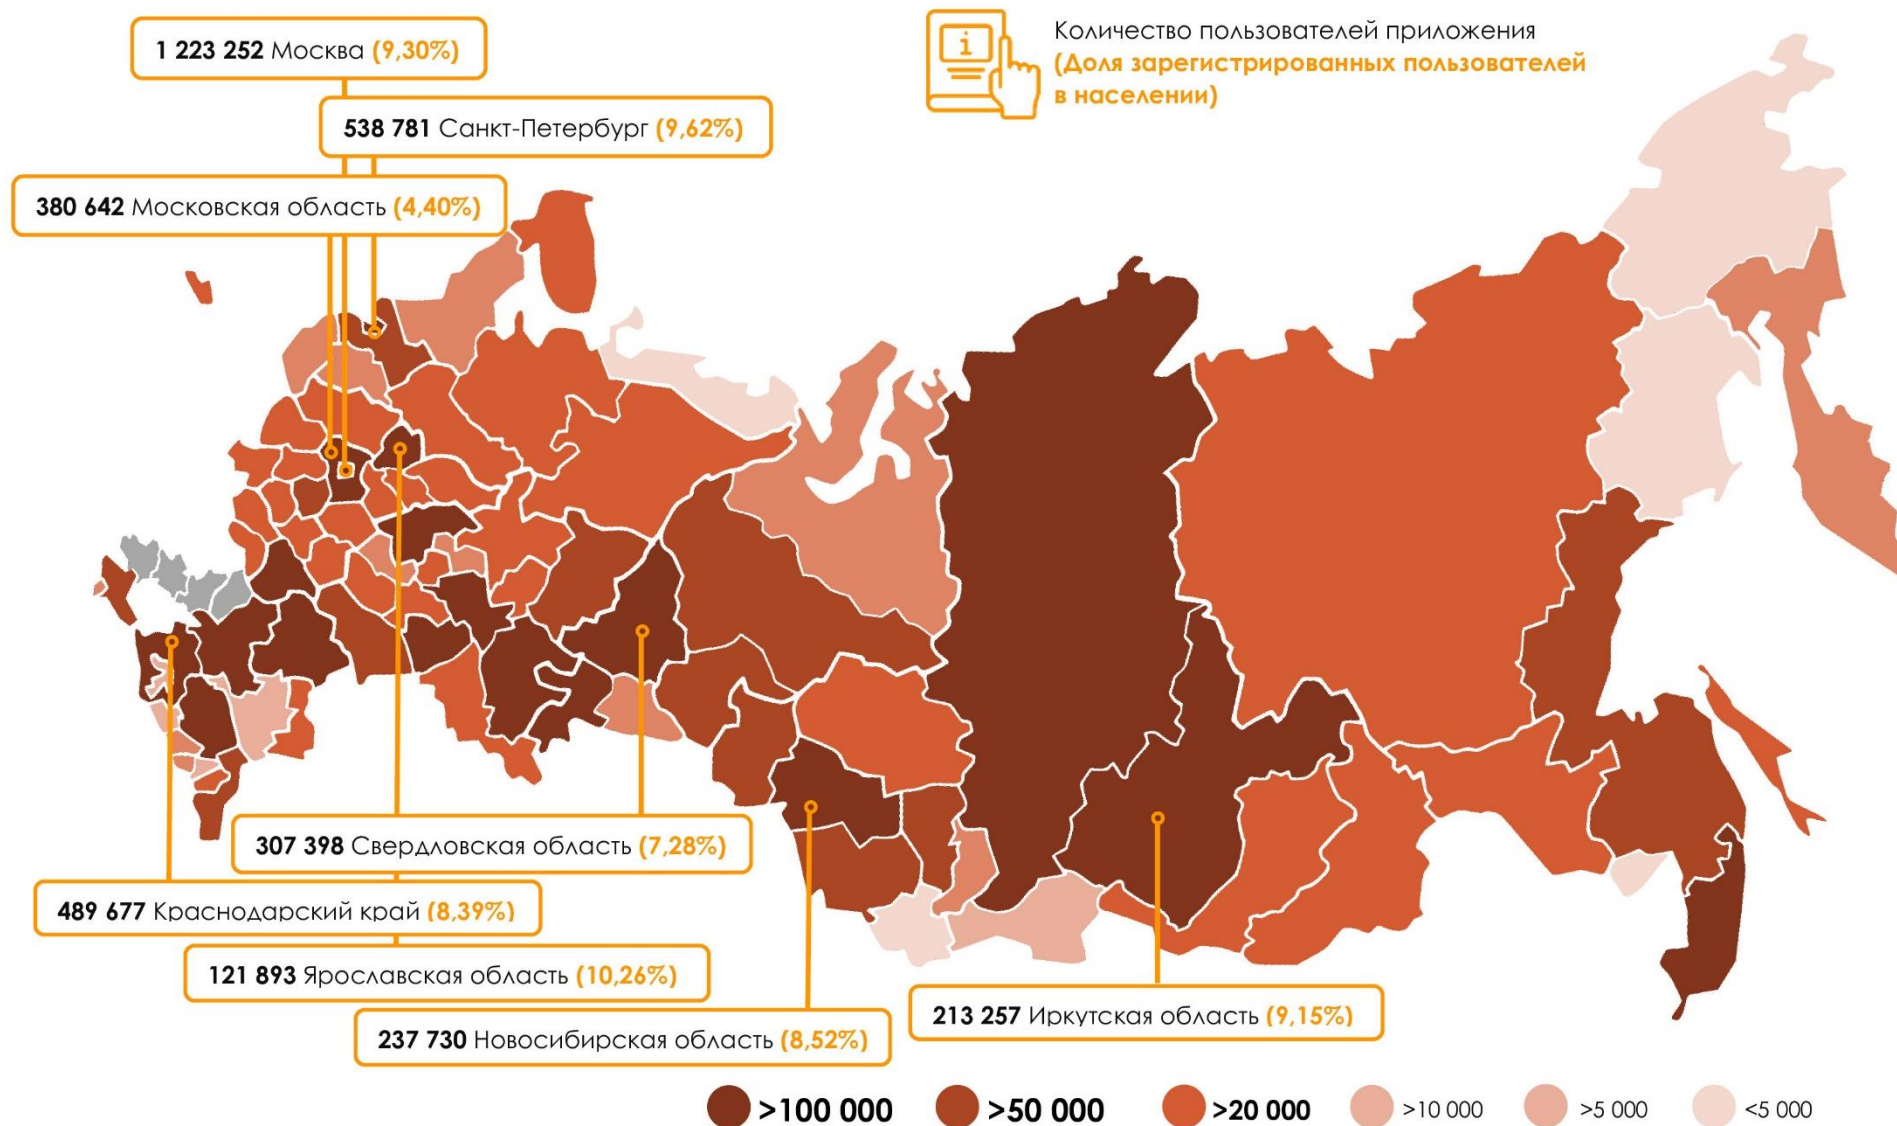 1 223 252 Москва (9,30%)
538 781 Санкт-Петербург (9,62%)
380 642 Московская область (4,40%)
i
Количество пользователей приложения
(Доля зарегистрированных пользователей
в населении)
307 398 Свердловская область (7,28%)
489 677 Краснодарский край (8,39%)
121 893 Ярославская область (10,26%)
237 730 Новосибирская область (8,52%)
213 257 Иркутская область (9,15%)
>100 000
>50 000
>20 000
>10 000
>5 000
<5 000